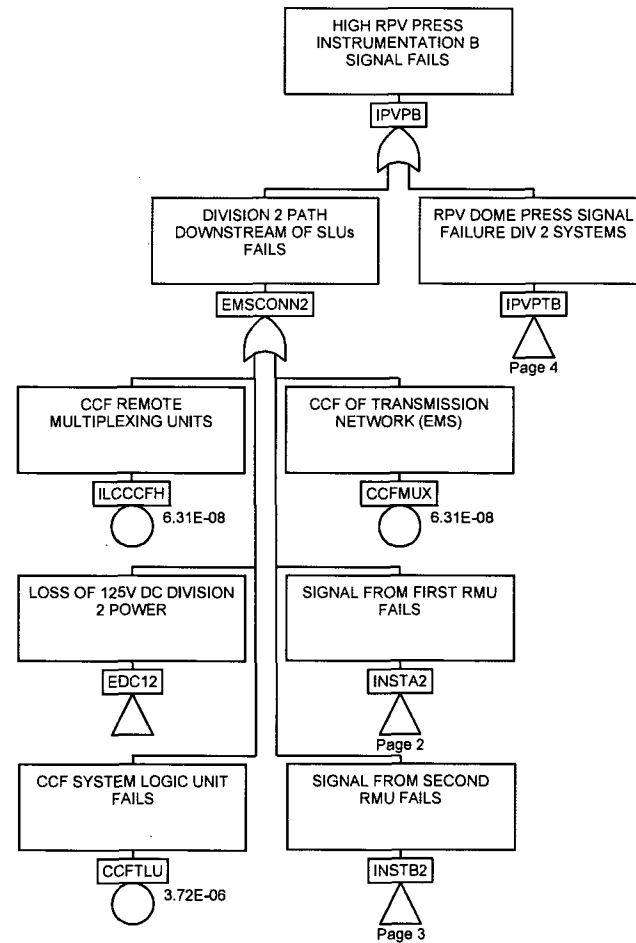 HIGH RPV PRESS
INSTRUMENTATION B
SIGNAL FAILS
IPVPB
DIVISION 2 PATH
DOWNSTREAM OF SLUs
FAILS
EMSCONN2
RPV DOME PRESS SIGNAL
FAILURE DIV 2 SYSTEMS
IPVPTB
Page 4
CCF REMOTE
MULTIPLEXING UNITS
ILCCCFH
6.31E-08
CCF OF TRANSMISSION
NETWORK (EMS)
CCFMUX
6.31E-08
LOSS OF 125V DC DIVISION
2 POWER
EDC12
SIGNAL FROM FIRST RMU
FAILS
INSTA2
Page 2
CCF SYSTEM LOGIC UNIT
FAILS
CCFTLU
3.72E-06
SIGNAL FROM SECOND
RMU FAILS
INSTB2
Page 3